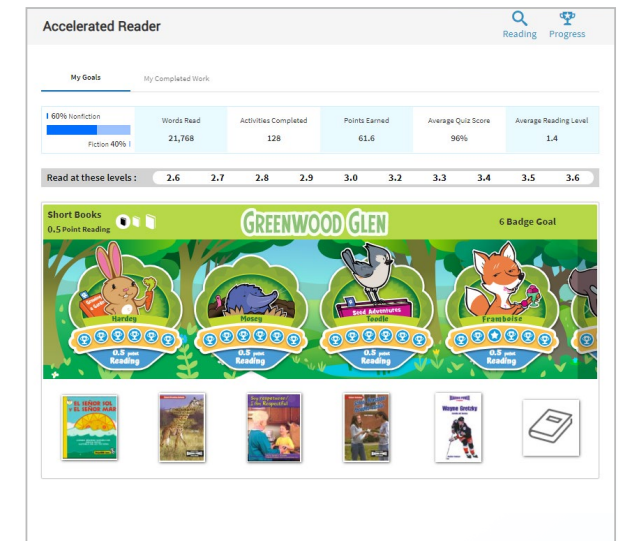 Accelerated Reader
Reading Progress
My Goals My Completed Work
60% Nonfiction
Fiction 40%
Words Read
21,768
Activities Completed
128
Points Earned
61.6
Average Quiz Score
96%
Average Reading Level
1.4
Read at these levels : 2.6 2.7 2.8 2.9 3.0 3.2 3.3 3.4 3.5 3.6
Short Books
0.5 Point Reading
GREENWOOD GLEN
6 Badge Goal
Hardey
0.5 point
Reading
Mosey
0.5 point
Reading
Seed Adventures
Toodle
0.5 point
Reading
Framboise
0.5 point
Reading
EL SEÑOR SOL
Y EL SEÑOR MAR
I Am Respectful
Wayne Gretzky